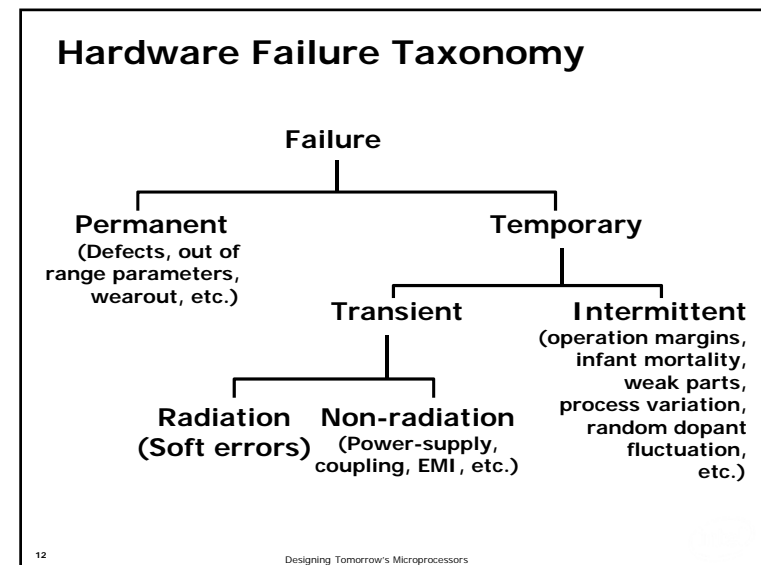 Hardware Failure Taxonomy
Failure
Permanent
(Defects, out of
range parameters,
wearout, etc.)
Temporary
Transient
Intermittent
(operation margins,
infant mortality,
weak parts,
process variation,
random dopant
fluctuation,
etc.)
Radiation
(Soft errors)
Non-radiation
(Power-supply,
coupling, EMI, etc.)
12
Designing Tomorrow's Microprocessors